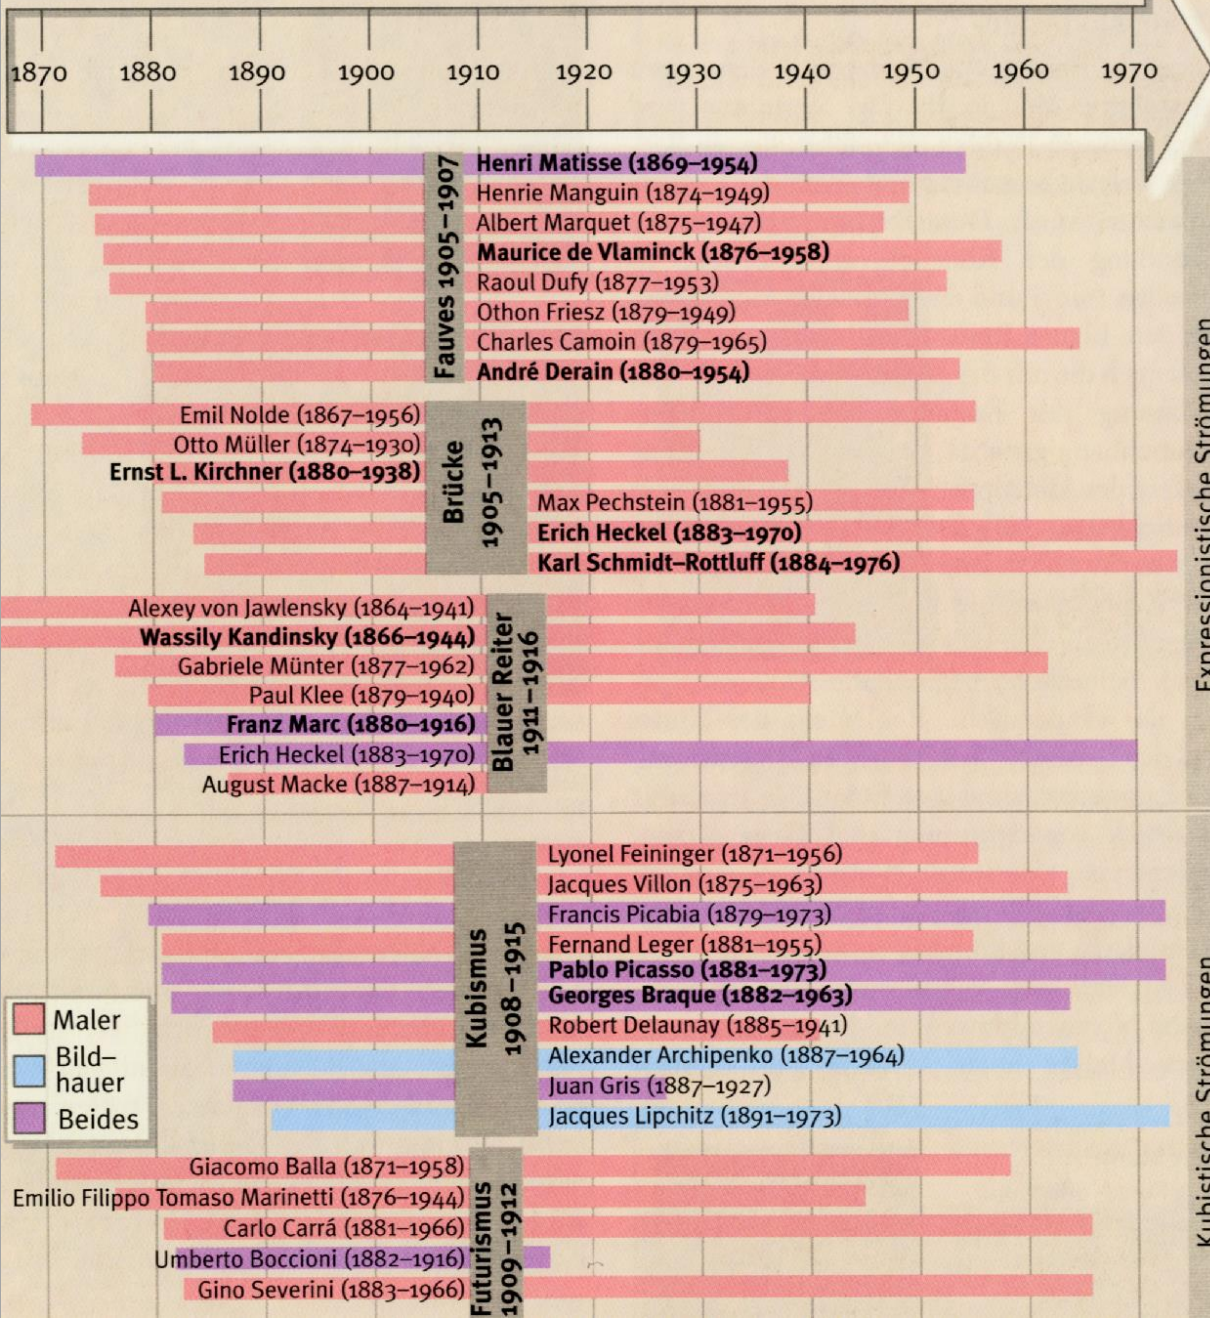 1870 1880 1890 1900 1910 1920 1930 1940 1950 1960 1970
Fauves 1905–1907
Henri Matisse (1869–1954)
Henrie Manguin (1874–1949)
Albert Marquet (1875–1947)
Maurice de Vlaminck (1876–1958)
Raoul Dufy (1877–1953)
Othon Friesz (1879–1949)
Charles Camoin (1879–1965)
André Derain (1880–1954)
Brücke
1905–1913
Emil Nolde (1867–1956)
Otto Müller (1874–1930)
Ernst L. Kirchner (1880–1938)
Max Pechstein (1881–1955)
Erich Heckel (1883–1970)
Karl Schmidt–Rottluff (1884–1976)
Expressionistische Strömungen
Blauer Reiter
1911–1916
Alexey von Jawlensky (1864–1941)
Wassily Kandinsky (1866–1944)
Gabriele Münter (1877–1962)
Paul Klee (1879–1940)
Franz Marc (1880–1916)
Erich Heckel (1883–1970)
August Macke (1887–1914)
Kubismus
1908–1915
Lyonel Feininger (1871–1956)
Jacques Villon (1875–1963)
Francis Picabia (1879–1973)
Fernand Leger (1881–1955)
Pablo Picasso (1881–1973)
Georges Braque (1882–1963)
Robert Delaunay (1885–1941)
Alexander Archipenko (1887–1964)
Juan Gris (1887–1927)
Jacques Lipchitz (1891–1973)
Kubistische Strömungen
Maler
Bild–
hauer
Beides
Futurismus
1909–1912
Giacomo Balla (1871–1958)
Emilio Filippo Tomaso Marinetti (1876–1944)
Carlo Carrá (1881–1966)
Umberto Boccioni (1882–1916)
Gino Severini (1883–1966)